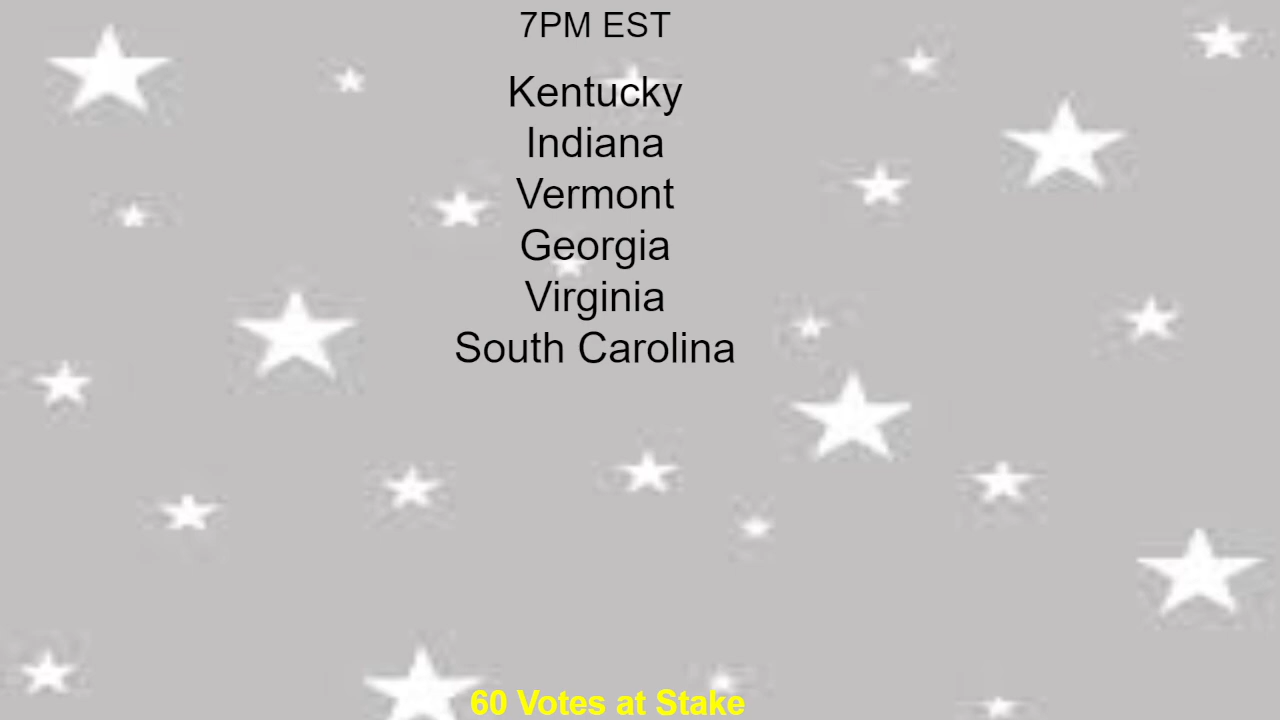 7PM EST
Kentucky
Indiana
Vermont
Georgia
Virginia
South Carolina
60 Votes at Stake